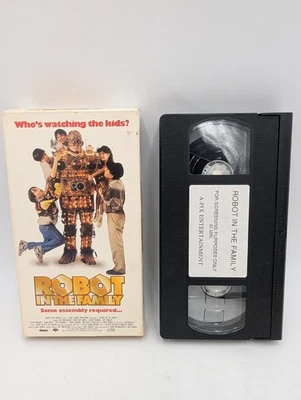 Who's watching the kids?
ROBOT
IN THE FAMILY
Some assembly required...
ROBOT IN THE FAMILY
FOR SCREENING PURPOSES ONLY
A-PIX ENTERTAINMENT